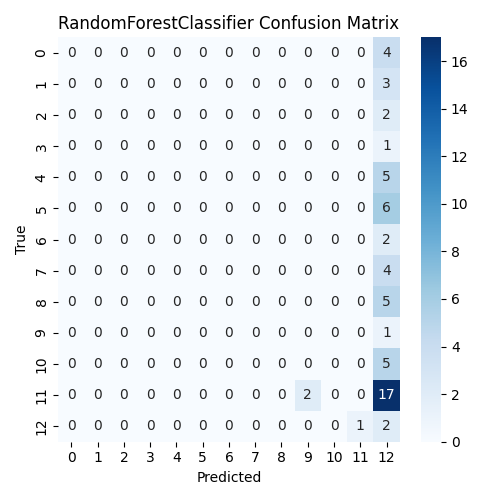 RandomForestClassifier Confusion Matrix
0 0 0 0 0 0 0 0 0 0 0 0 0 4
1 0 0 0 0 0 0 0 0 0 0 0 0 3
2 0 0 0 0 0 0 0 0 0 0 0 0 2
3 0 0 0 0 0 0 0 0 0 0 0 0 1
4 0 0 0 0 0 0 0 0 0 0 0 0 5
5 0 0 0 0 0 0 0 0 0 0 0 0 6
6 0 0 0 0 0 0 0 0 0 0 0 0 2
7 0 0 0 0 0 0 0 0 0 0 0 0 4
8 0 0 0 0 0 0 0 0 0 0 0 0 5
9 0 0 0 0 0 0 0 0 0 0 0 0 1
10 0 0 0 0 0 0 0 0 0 0 0 0 5
11 0 0 0 0 0 0 0 0 0 2 0 0 17
12 0 0 0 0 0 0 0 0 0 0 0 1 2
0 1 2 3 4 5 6 7 8 9 10 11 12
Predicted
True
16
14
12
10
8
6
4
2
0